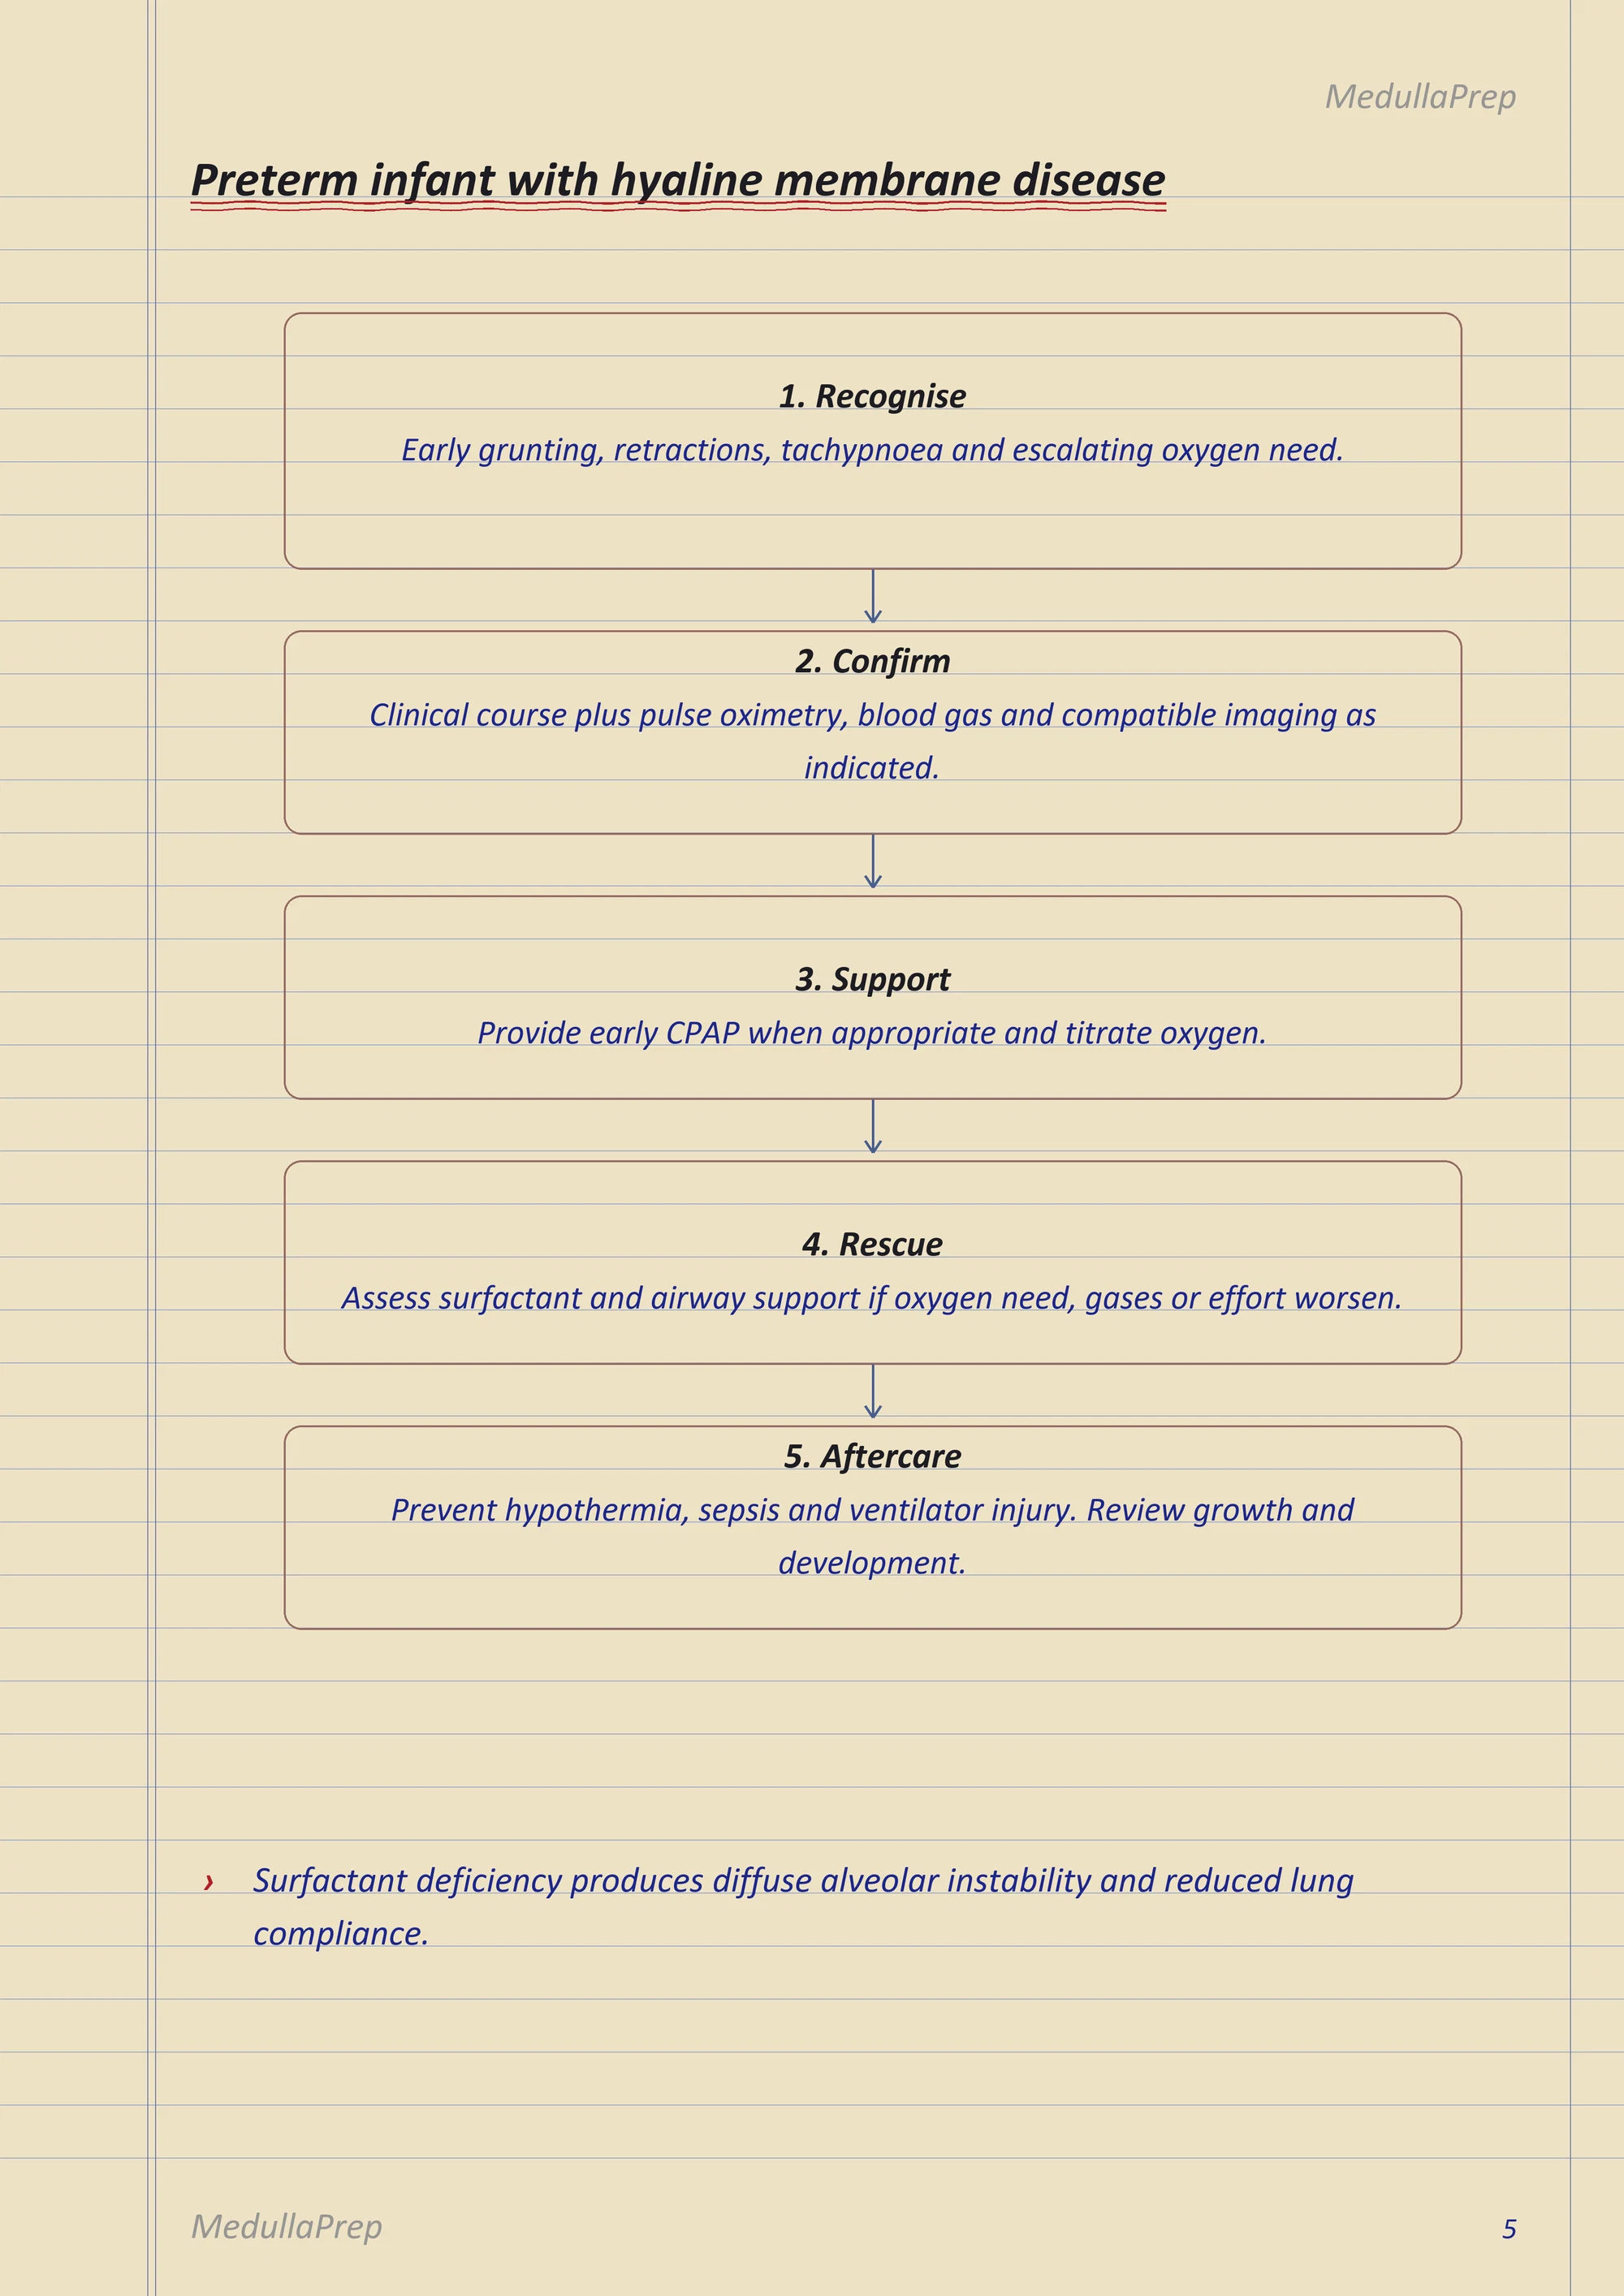 MedullaPrep
Preterm infant with hyaline membrane disease
1. Recognise
Early grunting, retractions, tachypnoea and escalating oxygen need.
2. Confirm
Clinical course plus pulse oximetry, blood gas and compatible imaging as
indicated.
3. Support
Provide early CPAP when appropriate and titrate oxygen.
4. Rescue
Assess surfactant and airway support if oxygen need, gases or effort worsen.
5. Aftercare
Prevent hypothermia, sepsis and ventilator injury. Review growth and
development.
› Surfactant deficiency produces diffuse alveolar instability and reduced lung
compliance.
MedullaPrep
5